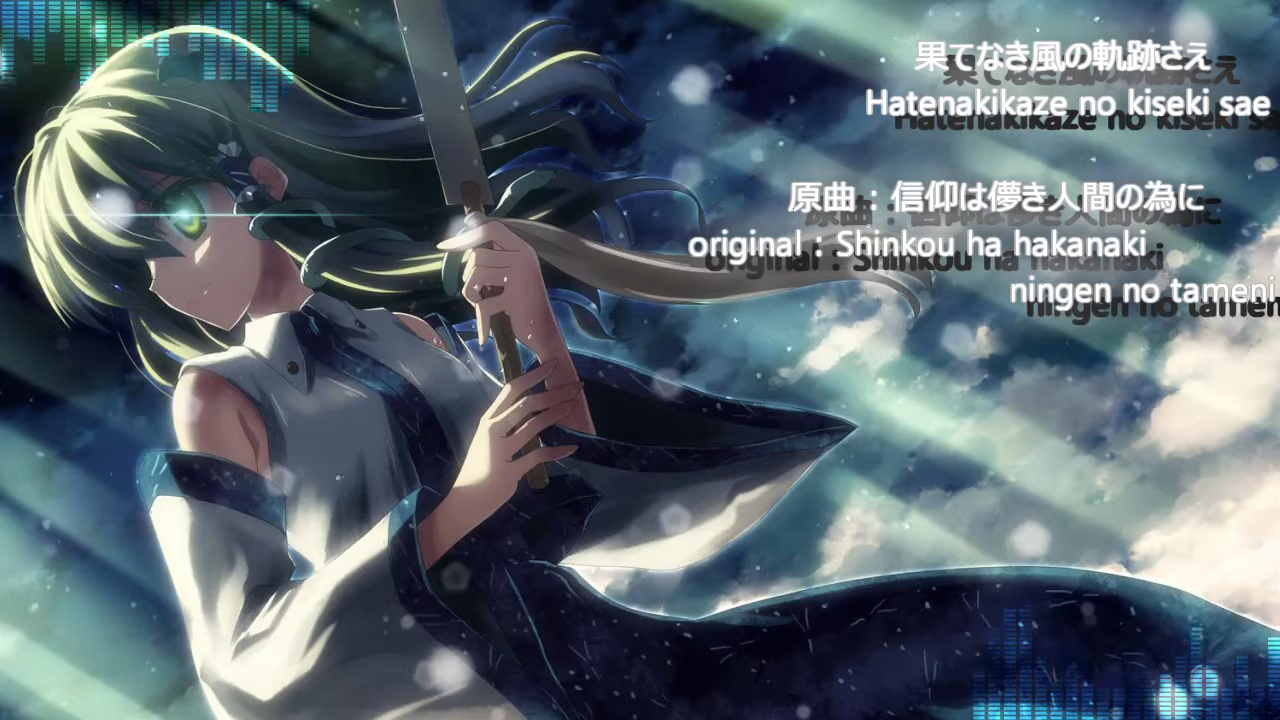 果てなき風の軌跡さえ
Hatenakikaze no kiseki sae
原曲：信仰は儚き人間の為に
original : Shinkou ha hakanaki
ningen no tameni